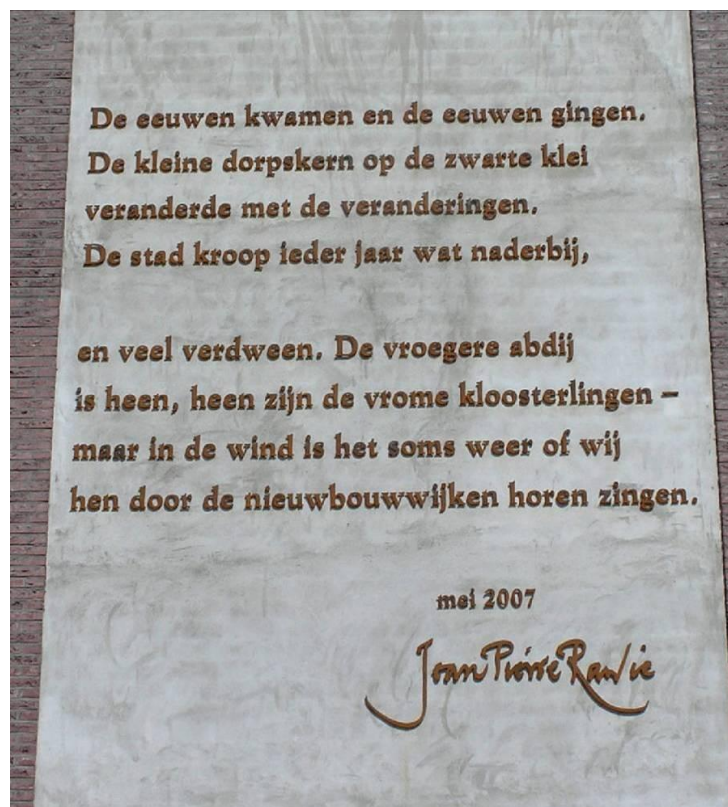 De eeuwen kwamen en de eeuwen gingen.
De kleine dorpskern op de zwarte klei
veranderde met de veranderingen.
De stad kroop ieder jaar wat naderbij,
en veel verdween. De vroegere abdij
is heen, heen zijn de vrome kloosterlingen –
maar in de wind is het soms weer of wij
hen door de nieuwbouwwijken horen zingen.
mei 2007
Jean Pierre Rawie